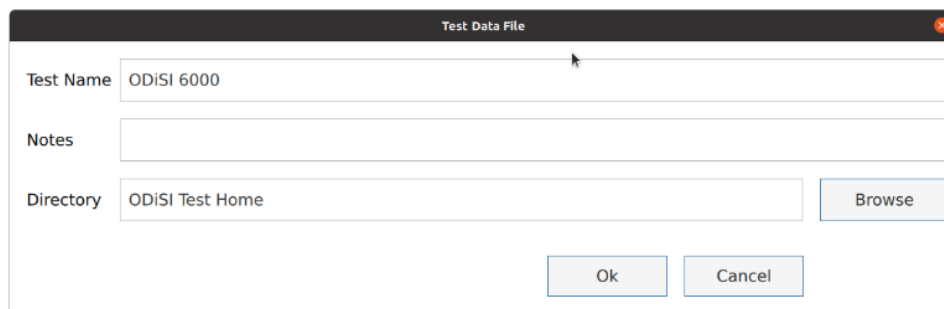 Test Data File
Test Name ODiSI 6000
Notes
Directory ODiSI Test Home Browse
Ok Cancel